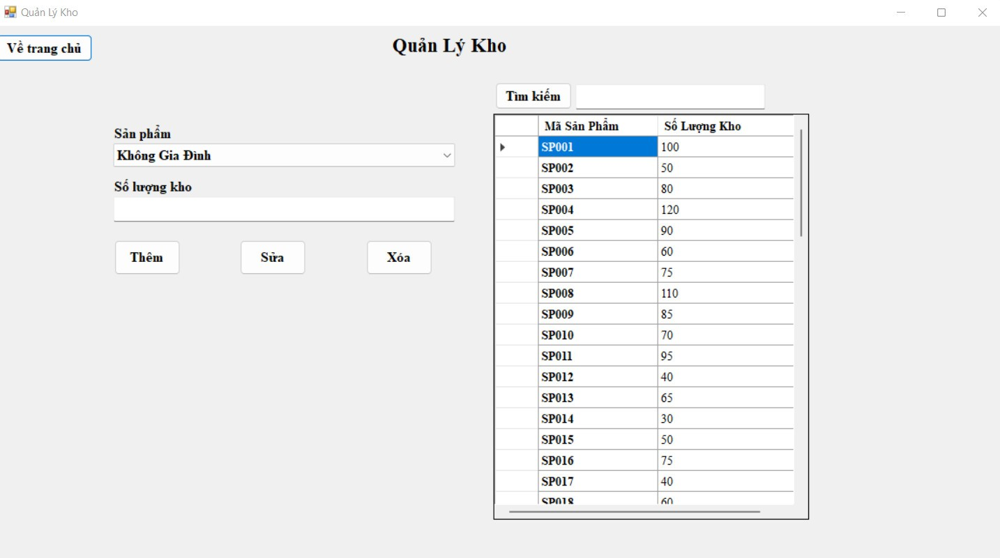 Quản Lý Kho
Về trang chủ
Quản Lý Kho
Tìm kiếm
Sản phẩm
Không Gia Đình
Số lượng kho
Thêm Sửa Xóa
Mã Sản Phẩm Số Lượng Kho
SP001 100
SP002 50
SP003 80
SP004 120
SP005 90
SP006 60
SP007 75
SP008 110
SP009 85
SP010 70
SP011 95
SP012 40
SP013 65
SP014 30
SP015 50
SP016 75
SP017 40
SP018 60